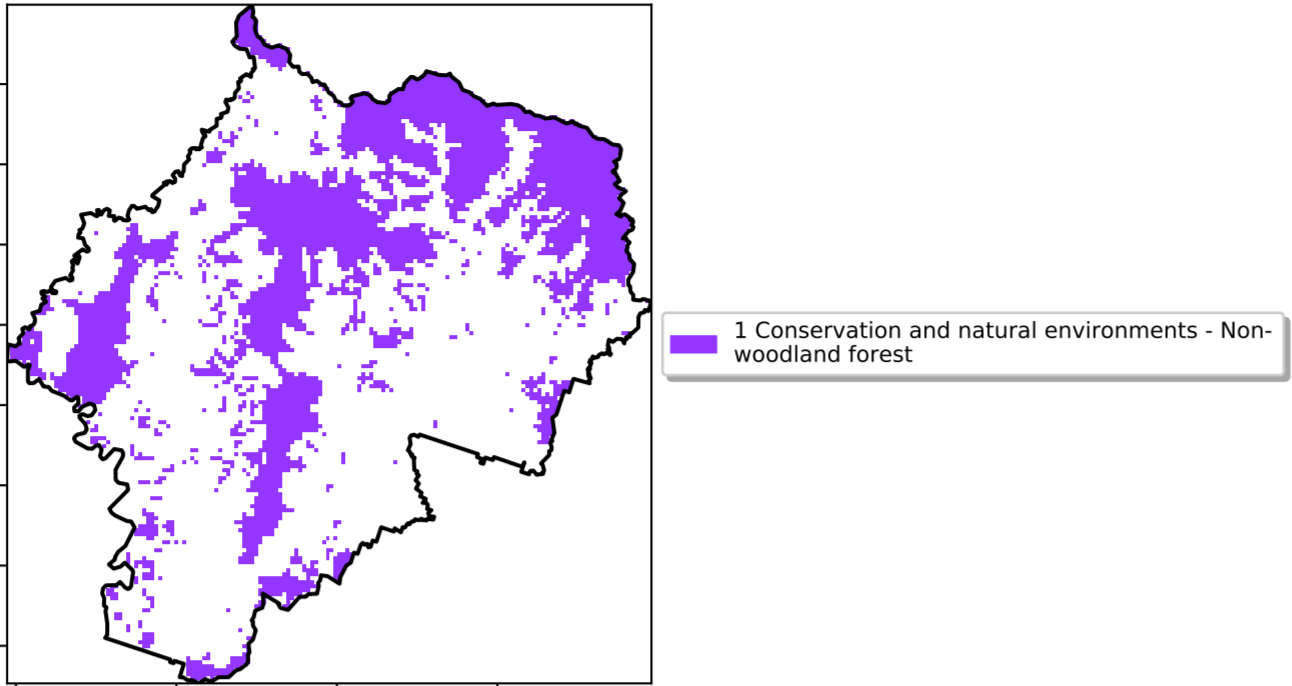 1 Conservation and natural environments - Non-
woodland forest